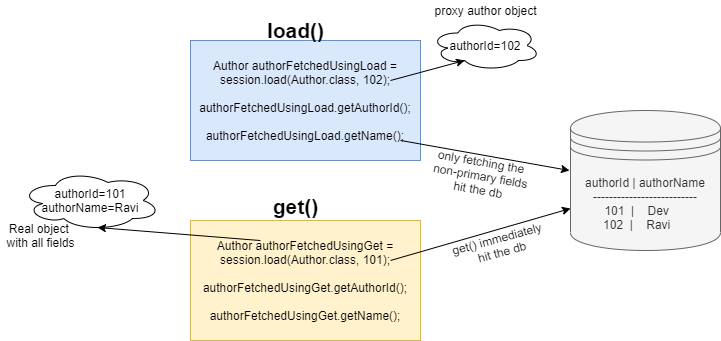 proxy author object
load()
authorId=102
Author authorFetchedUsingLoad =
session.load(Author.class, 102);
authorFetchedUsingLoad.getAuthorId();
authorFetchedUsingLoad.getName();
only fetching the
non-primary fields
hit the db
authorId | authorName
--------------------------
101 | Dev
102 | Ravi
authorId=101
authorName=Ravi
Real object
with all fields
get()
Author authorFetchedUsingGet =
session.load(Author.class, 101);
authorFetchedUsingGet.getAuthorId();
authorFetchedUsingGet.getName();
get() immediately
hit the db